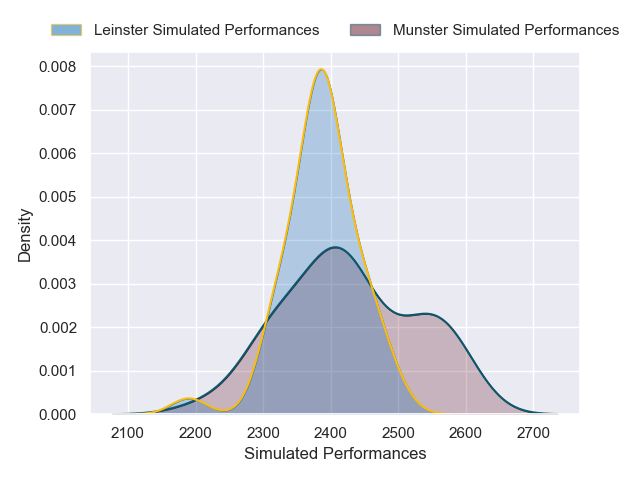 Leinster Simulated Performances Munster Simulated Performances
0.008
0.007
0.006
0.005
0.004
0.003
0.002
0.001
0.000
Density
2100 2200 2300 2400 2500 2600 2700
Simulated Performances